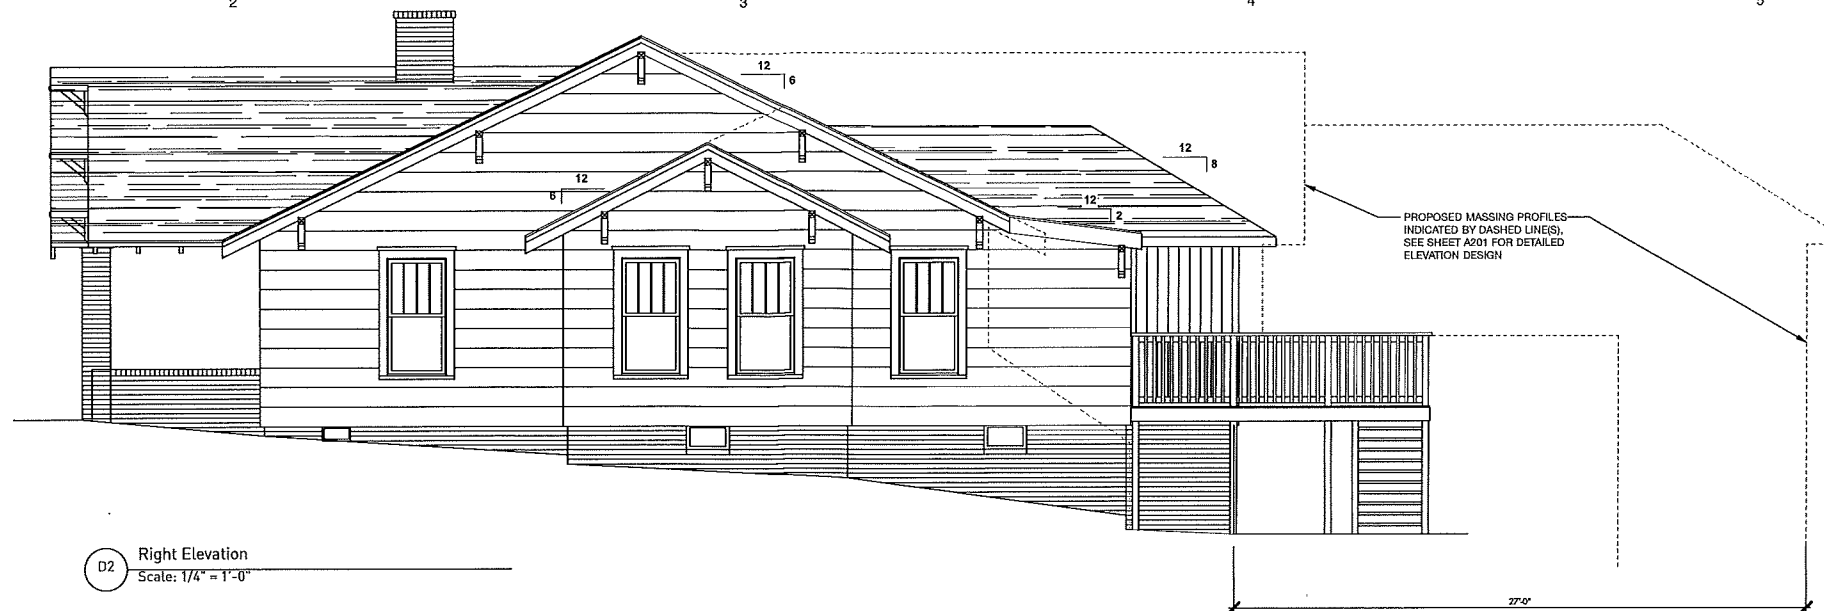 2
3
4
5
12
6
12
6
12
8
12
2
PROPOSED MASSING PROFILES
INDICATED BY DASHED LINE(S),
SEE SHEET A201 FOR DETAILED
ELEVATION DESIGN
D2
Right Elevation
Scale: 1/4" = 1'-0"
27'-0"